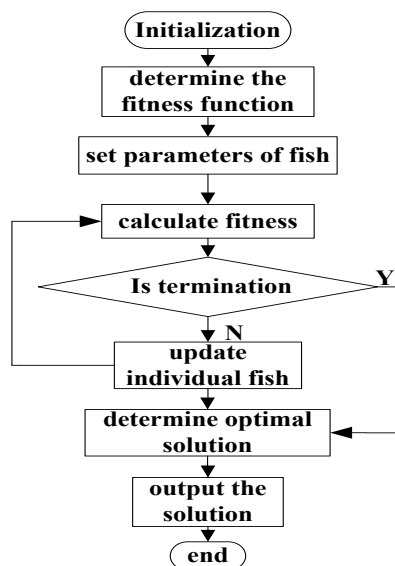 Initialization
determine the
fitness function
set parameters of fish
calculate fitness
Is termination
Y
N
update
individual fish
determine optimal
solution
output the
solution
end